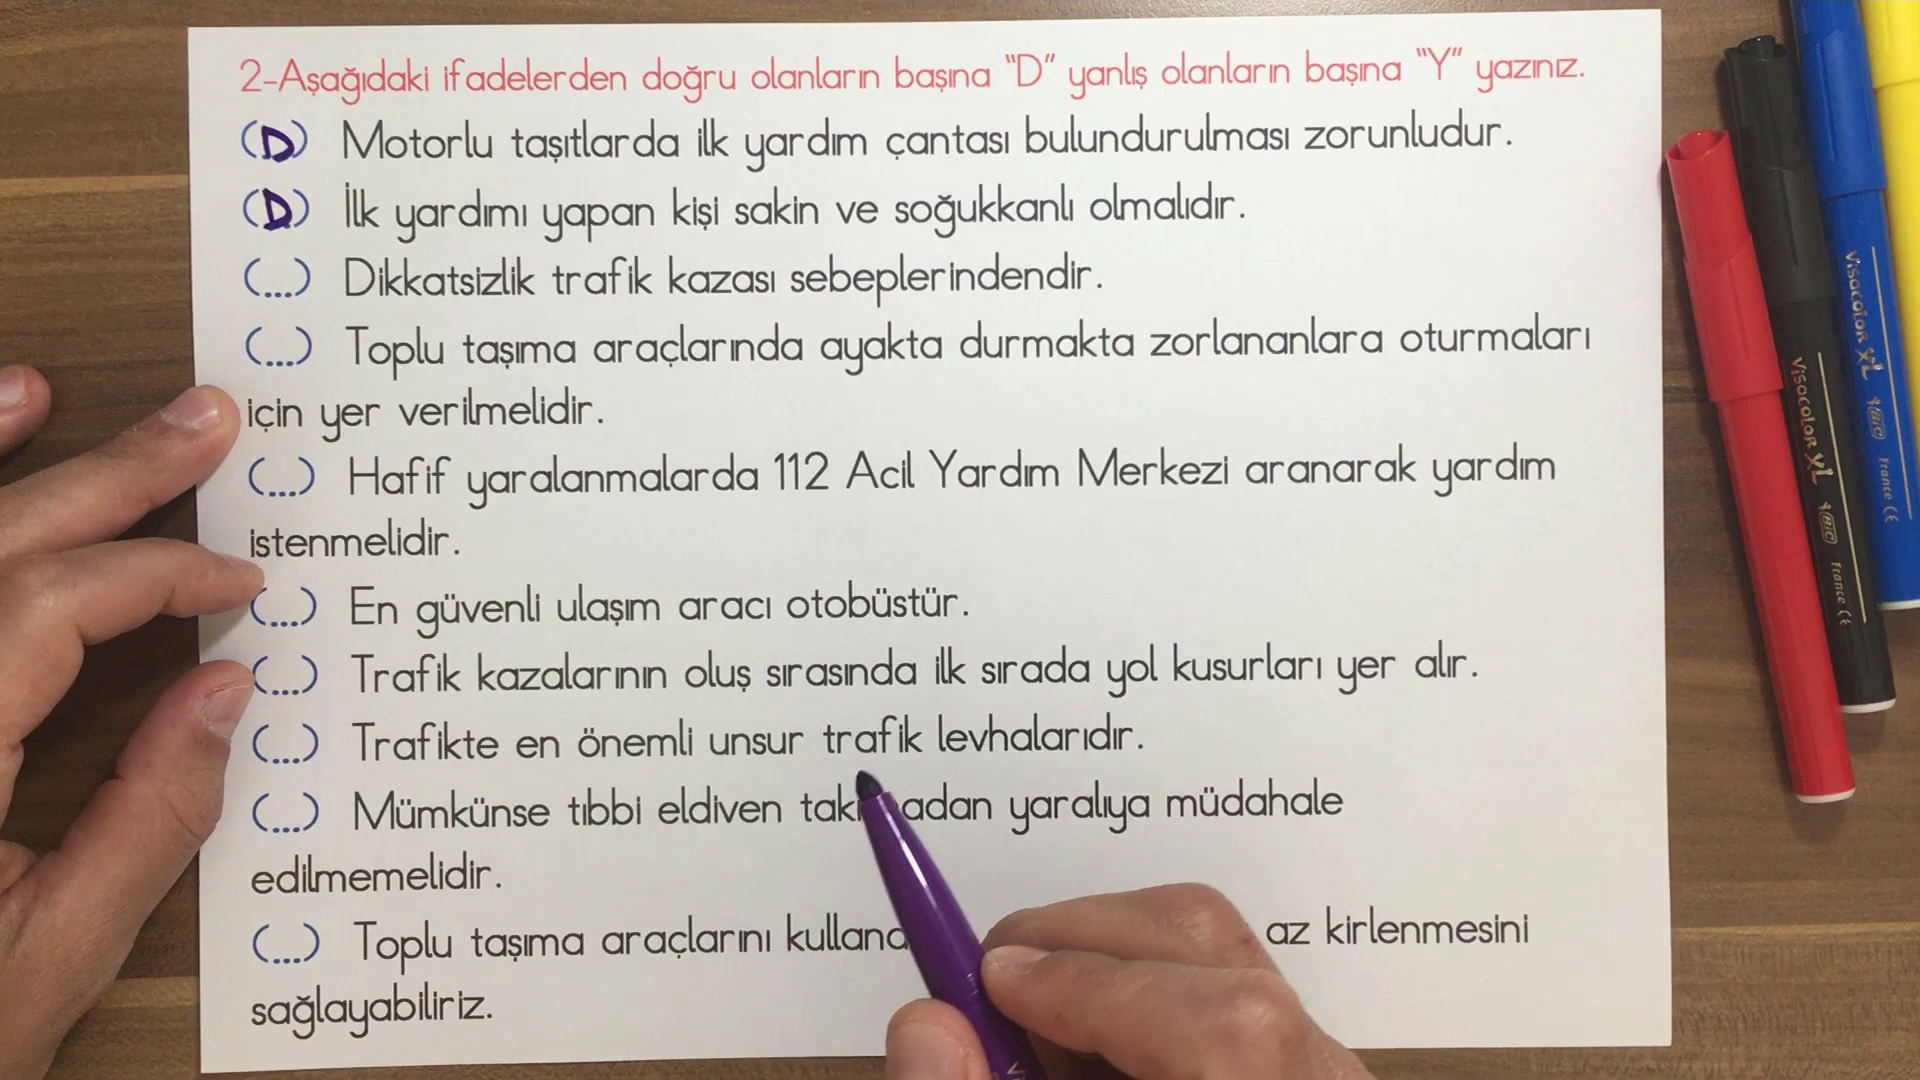 2-Aşağıdaki ifadelerden doğru olanların başına "D" yanlış olanların başına "Y" yazınız.
(D) Motorlu taşıtlarda ilk yardım çantası bulundurulması zorunludur.
(D) İlk yardımı yapan kişi sakin ve soğukkanlı olmalıdır.
(...) Dikkatsizlik trafik kazası sebeplerindendir.
(...) Toplu taşıma araçlarında ayakta durmakta zorlananlara oturmaları
için yer verilmelidir.
(...) Hafif yaralanmalarda 112 Acil Yardım Merkezi aranarak yardım
istenmelidir.
(...) En güvenli ulaşım aracı otobüstür.
(...) Trafik kazalarının oluş sırasında ilk sırada yol kusurları yer alır.
(...) Trafikte en önemli unsur trafik levhalarıdır.
(...) Mümkünse tıbbi eldiven yaralıya müdahale
edilmemelidir.
(...) Toplu taşıma araçlarını az kirlenmesini
sağlayabiliriz.
VISACOLOR XL BIC France CE
VISACOLOR XL BIC France CE